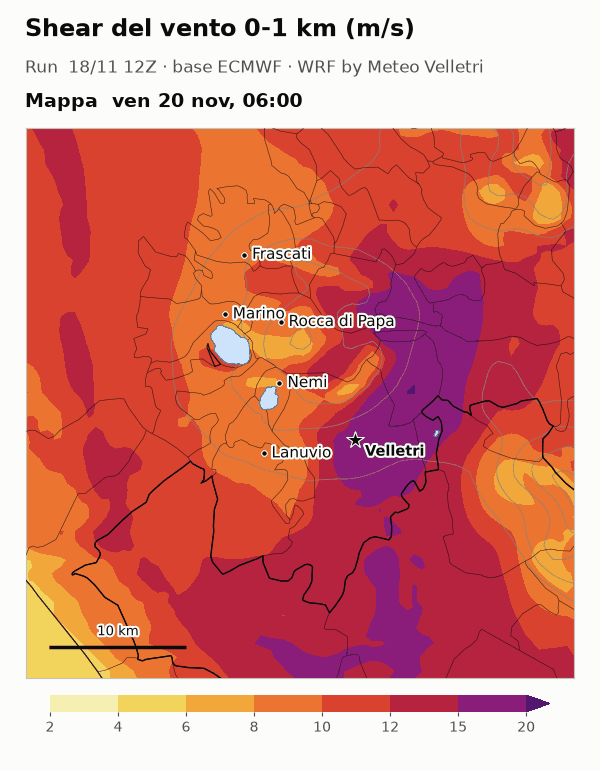 Shear del vento 0-1 km (m/s)
Run 18/11 12Z · base ECMWF · WRF by Meteo Velletri
Mappa ven 20 nov, 06:00
Frascati
Marino
Rocca di Papa
Nemi
Velletri
Lanuvio
10 km
2 4 6 8 10 12 15 20